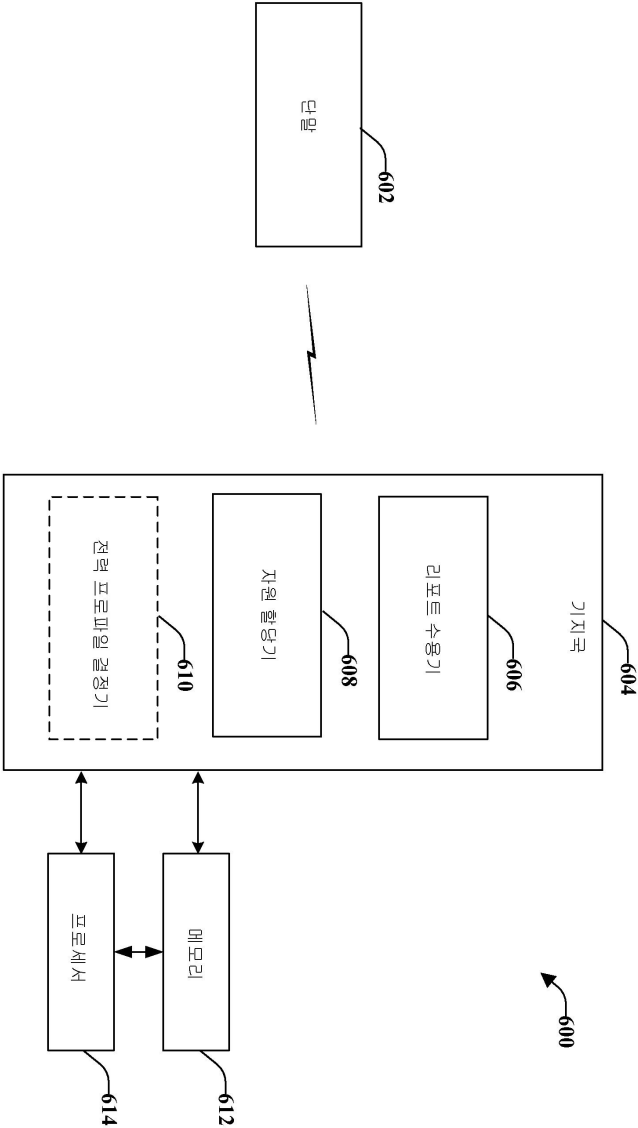 600
단말
602
기지국
604
리포트 수용기
606
자원 할당기
608
전력 프로파일 결정기
610
메모리
612
프로세서
614